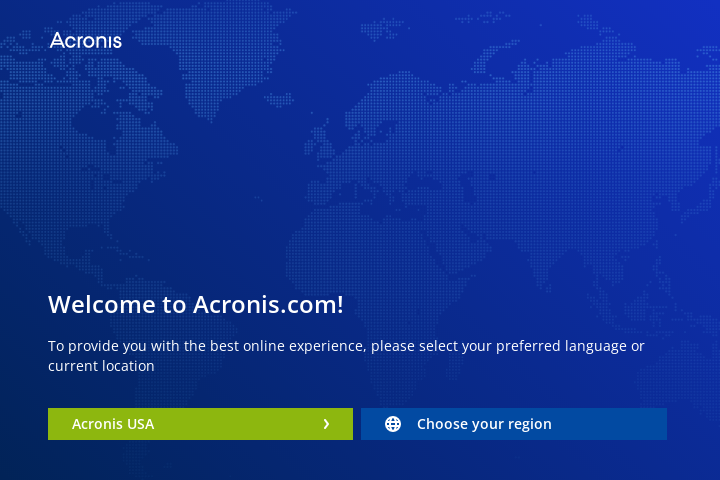 Acronis
Welcome to Acronis.com!
To provide you with the best online experience, please select your preferred language or
current location
Acronis USA
Choose your region